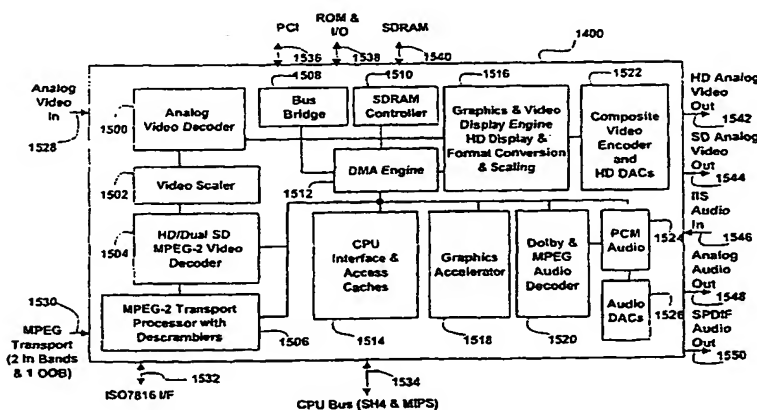 PCI
ROM & I/O
SDRAM
1536
1538
1540
1400
Analog Video In
1528
1500
Analog Video Decoder
1508
Bus Bridge
1510
SDRAM Controller
1516
Graphics & Video Display Engine HD Display & Format Conversion & Scaling
1522
Composite Video Encoder and HD DACs
HD Analog Video Out
1542
SD Analog Video Out
1544
1502
Video Scaler
1512
DMA Engine
1504
HD/Dual SD MPEG-2 Video Decoder
CPU Interface & Access Caches
1514
Graphics Accelerator
1518
Dolby & MPEG Audio Decoder
1520
PCM Audio
1524
IIS Audio In
1546
Analog Audio Out
1548
Audio DACs
1526
SPDIF Audio Out
1550
1530
MPEG Transport (2 In Bands & 1 OOB)
MPEG-2 Transport Processor with Descramblers
1506
1532
ISO7816 I/F
1534
CPU Bus (SH4 & MIPS)